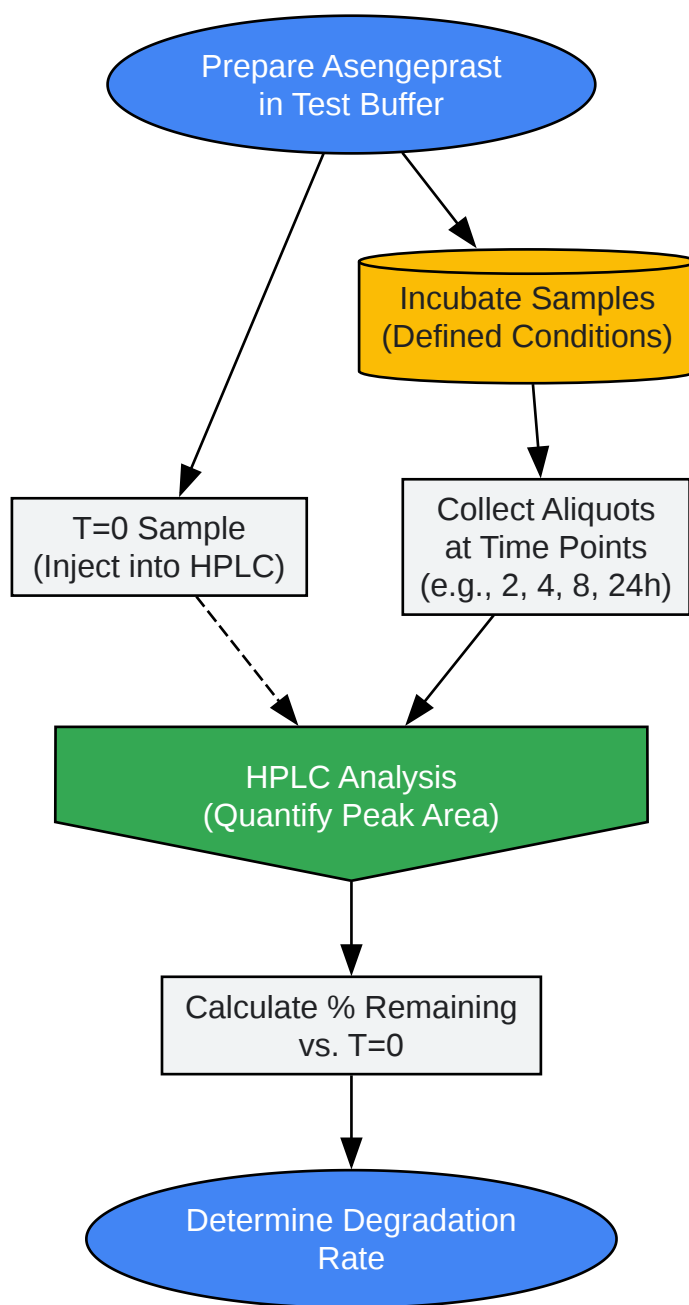 Prepare Asengeprast
in Test Buffer
Incubate Samples
(Defined Conditions)
T=0 Sample
(Inject into HPLC)
Collect Aliquots
at Time Points
(e.g., 2, 4, 8, 24h)
HPLC Analysis
(Quantify Peak Area)
Calculate % Remaining
vs. T=0
Determine Degradation
Rate